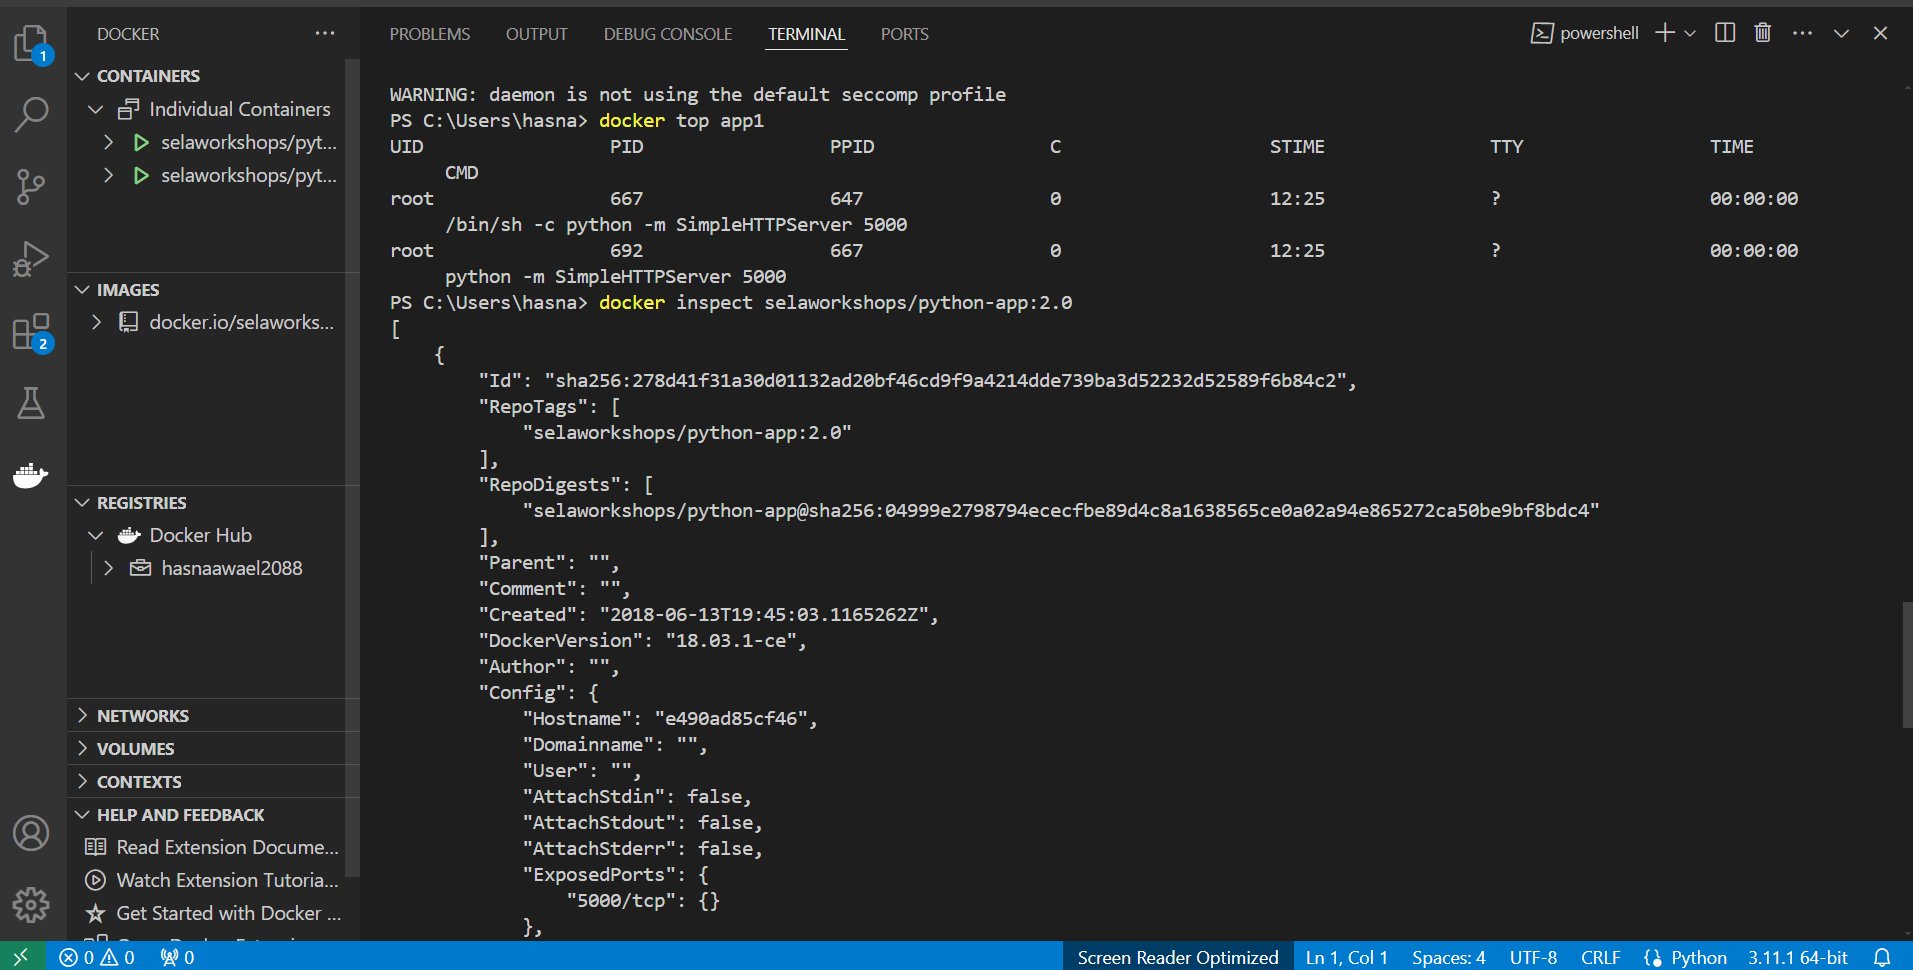 DOCKER
CONTAINERS
Individual Containers
selaworkshops/pyt...
selaworkshops/pyt...
IMAGES
docker.io/selaworks...
REGISTRIES
Docker Hub
hasnaawael2088
NETWORKS
VOLUMES
CONTEXTS
HELP AND FEEDBACK
Read Extension Docume...
Watch Extension Tutoria...
Get Started with Docker ...
1
2
PROBLEMS OUTPUT DEBUG CONSOLE TERMINAL PORTS
powershell
WARNING: daemon is not using the default seccomp profile
PS C:\Users\hasna> docker top app1
UID PID PPID C STIME TTY TIME
CMD
root 667 647 0 12:25 ? 00:00:00
/bin/sh -c python -m SimpleHTTPServer 5000
root 692 667 0 12:25 ? 00:00:00
python -m SimpleHTTPServer 5000
PS C:\Users\hasna> docker inspect selaworkshops/python-app:2.0
[
{
"Id": "sha256:278d41f31a30d01132ad20bf46cd9f9a4214dde739ba3d52232d52589f6b84c2",
"RepoTags": [
"selaworkshops/python-app:2.0"
],
"RepoDigests": [
"selaworkshops/python-app@sha256:04999e2798794ececfbe89d4c8a1638565ce0a02a94e865272ca50be9bf8bdc4"
],
"Parent": "",
"Comment": "",
"Created": "2018-06-13T19:45:03.1165262Z",
"DockerVersion": "18.03.1-ce",
"Author": "",
"Config": {
"Hostname": "e490ad85cf46",
"Domainname": "",
"User": "",
"AttachStdin": false,
"AttachStdout": false,
"AttachStderr": false,
"ExposedPorts": {
"5000/tcp": {}
},
0 0 0 Screen Reader Optimized Ln 1, Col 1 Spaces: 4 UTF-8 CRLF Python 3.11.1 64-bit